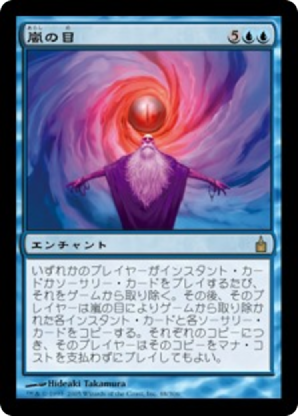 嵐の目
5
エンチャント
いずれかのプレイヤーがインスタント・カー
ドかソーサリー・カードをプレイするたび、
それをゲームから取り除く。その後、そのプ
レイヤーは嵐の目によりゲームから取り除か
れた各インスタント・カードと各ソーサリー・
カードをコピーする。それぞれのコピーにつ
き、そのプレイヤーはそのコピーをマナ・コ
ストを支払わずにプレイしてもよい。
Hideaki Takamura